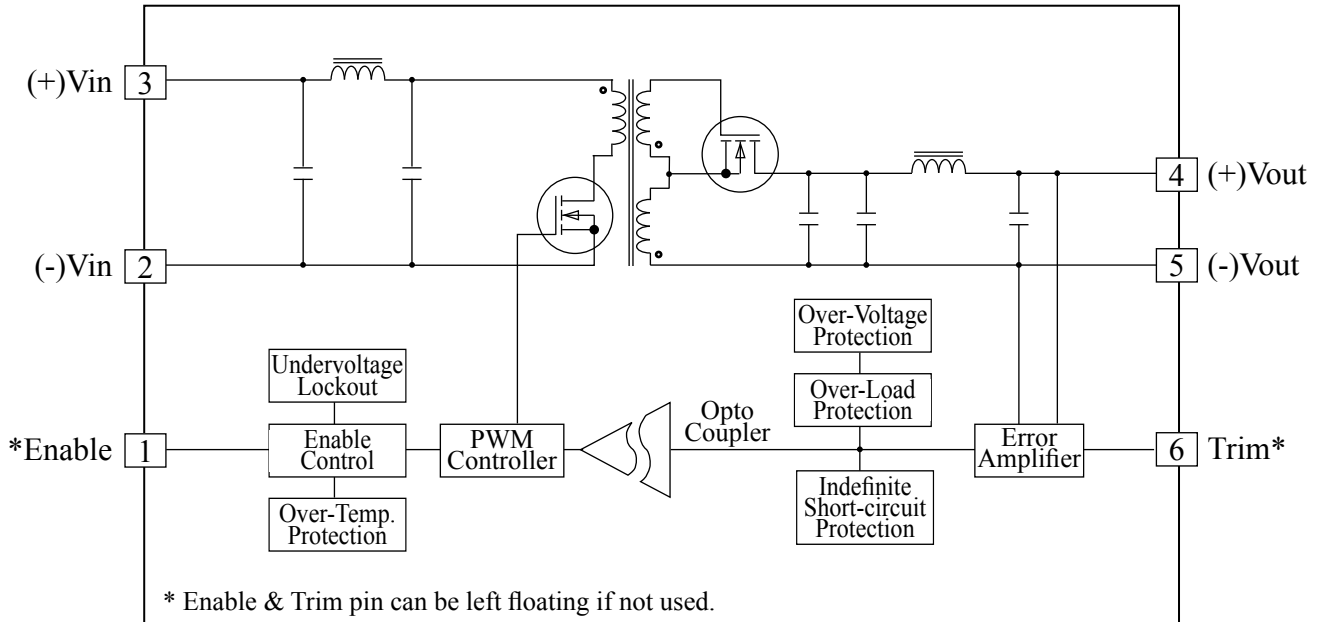 (+)Vin
3
(-)Vin
2
4
(+)Vout
5
(-)Vout
Over-Voltage
Protection
Over-Load
Protection
Undervoltage
Lockout
*Enable
1
Enable
Control
PWM
Controller
Opto
Coupler
Error
Amplifier
6
Trim*
Over-Temp.
Protection
Indefinite
Short-circuit
Protection
* Enable & Trim pin can be left floating if not used.